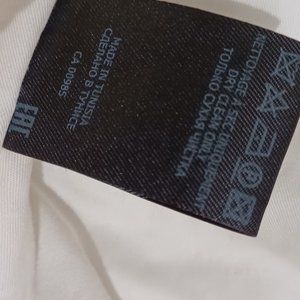 NETTOYAGE A SEC UNIQUEMENT
DRY CLEAN ONLY
ТОЛЬКО СУХАЯ ЧИСТКА
MADE IN TUNISIA
СДЕЛАНО В ТУНИСЕ
CA 00985
EAC